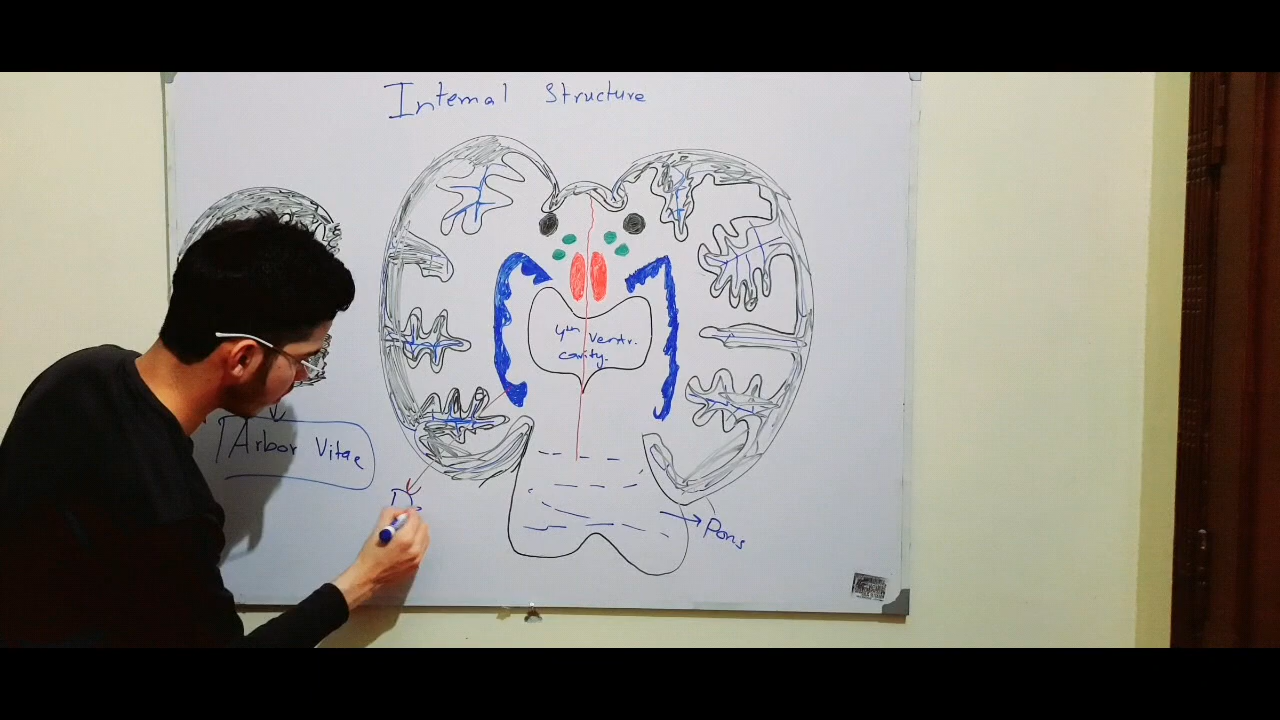 Internal Structure
4th Ventr.
cavity.
Arbor Vitae
D
Pons